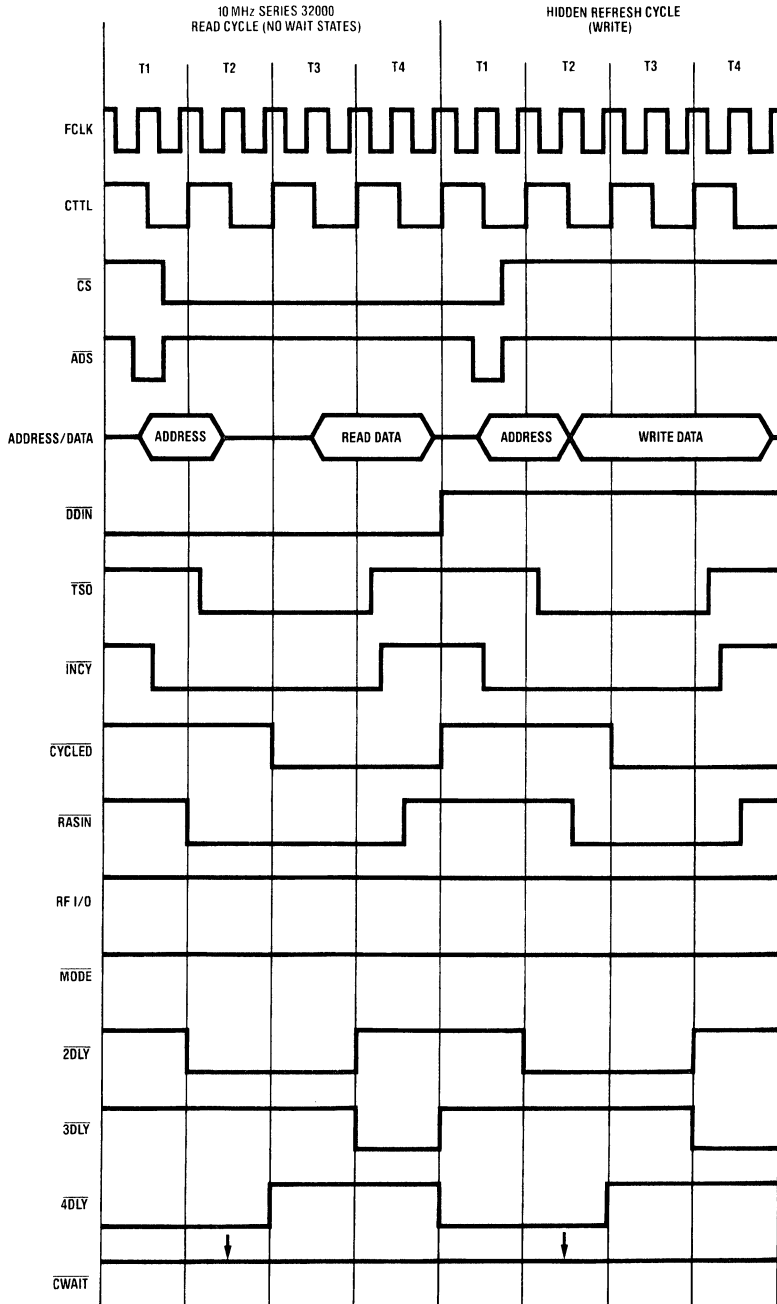 10 MHz SERIES 32000
READ CYCLE (NO WAIT STATES)
HIDDEN REFRESH CYCLE
(WRITE)
T1 T2 T3 T4 T1 T2 T3 T4
FCLK
CTTL
CS
ADS
ADDRESS/DATA ADDRESS READ DATA ADDRESS WRITE DATA
DDIN
TSO
INCY
CYCLED
RASIN
RF I/O
MODE
2DLY
3DLY
4DLY
CWAIT